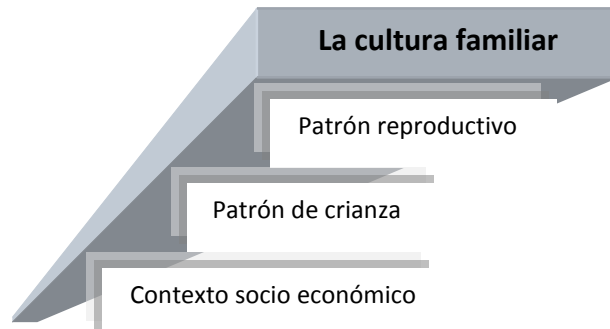 La cultura familiar
Patrón reproductivo
Patrón de crianza
Contexto socio económico